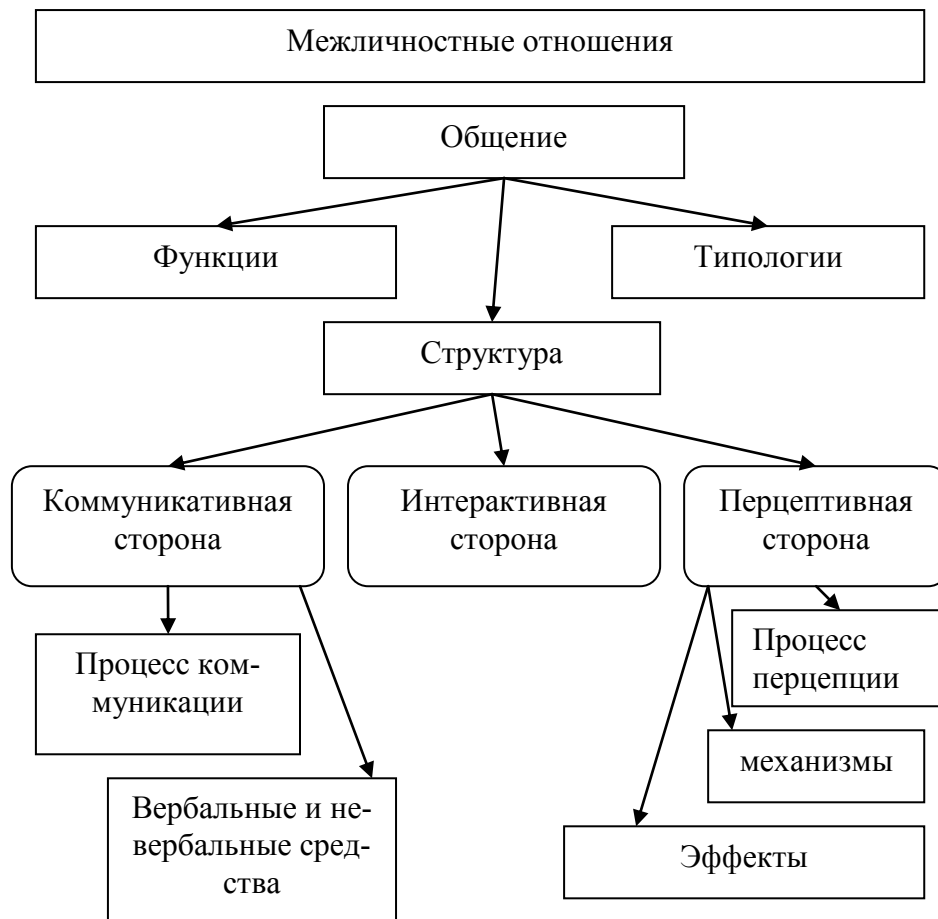 Межличностные отношения
Общение
Функции
Типологии
Структура
Коммуникативная
сторона
Интерактивная
сторона
Перцептивная
сторона
Процесс ком-
муникации
Процесс
перцепции
механизмы
Вербальные и не-
вербальные сред-
ства
Эффекты